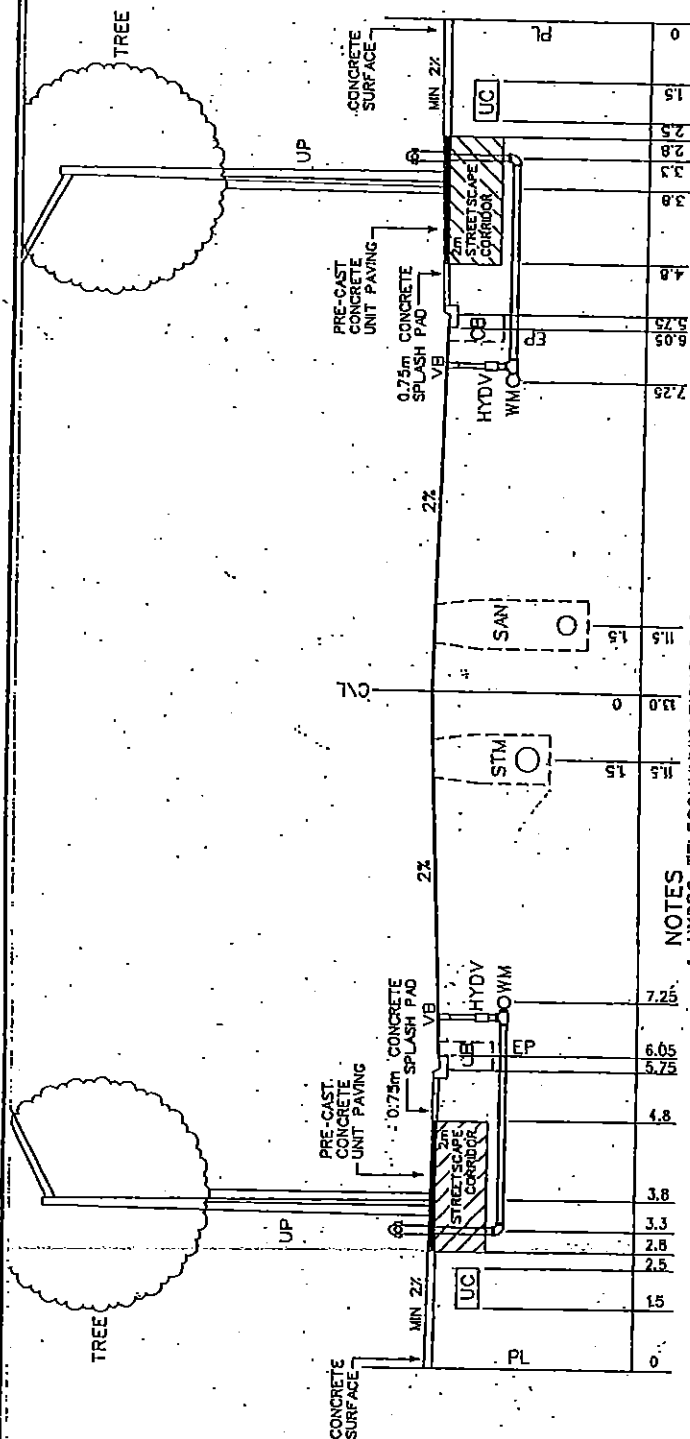 TREE
TREE
UP
UP
CONCRETE
SURFACE
MIN 2%
PRE-CAST
CONCRETE
UNIT PAVING
0.75m CONCRETE
SPLASH PAD
VB
2%
C\L
2%
VB
0.75m CONCRETE
SPLASH PAD
PRE-CAST
CONCRETE
UNIT PAVING
MIN 2%
CONCRETE
SURFACE
PL
UC
2m
STREETSCAPE
CORRIDOR
CB
EP
HYDV
WM
STM
SAN
HYDV
WM
CB
EP
2m
STREETSCAPE
CORRIDOR
UC
PL
1.5
0
1.5
0
1.5
2.5
2.8
3.3
3.8
4.8
5.75
6.05
7.25
11.5
13.0
11.5
7.25
6.05
5.75
4.8
3.8
3.3
2.8
2.5
1.5
0
NOTES